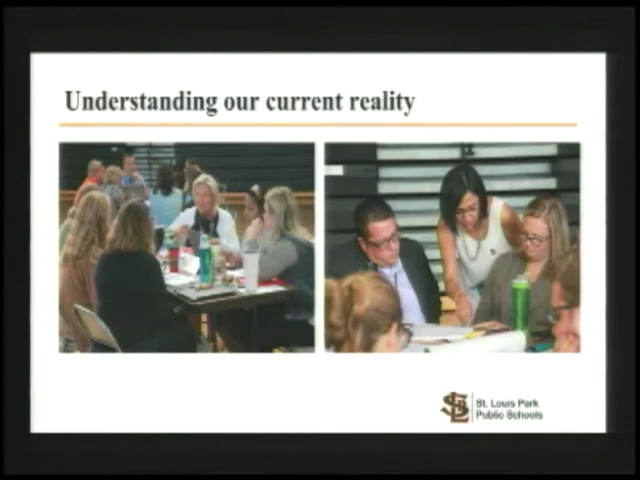 Understanding our current reality
St. Louis Park
Public Schools